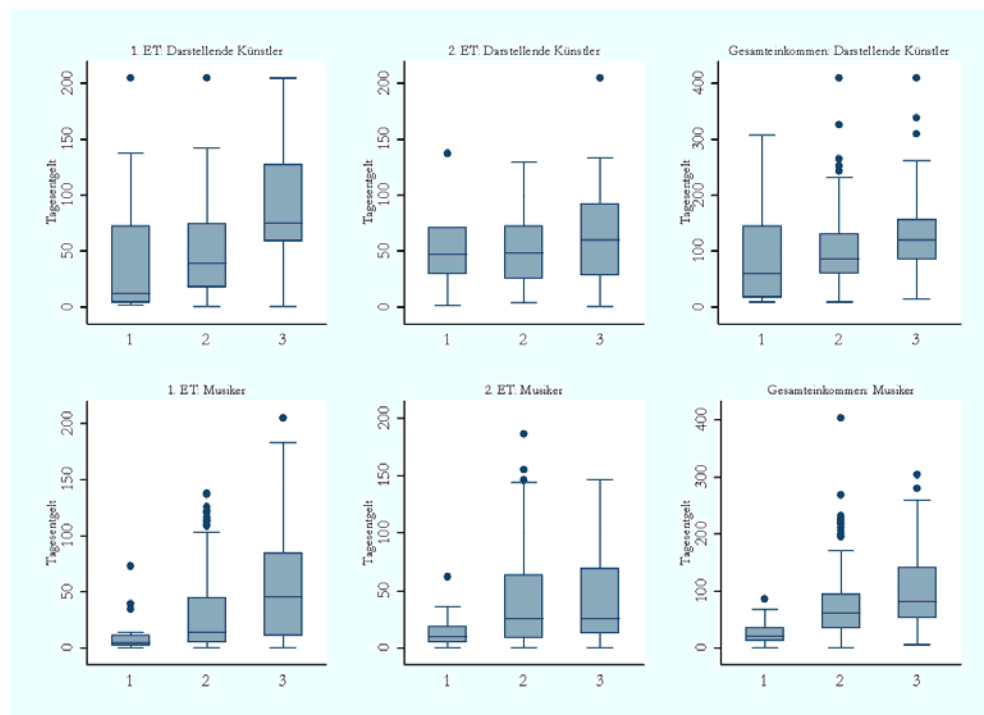 1. ET: Darstellende Künstler
Tagesentgelt
200
150
100
50
0
1 2 3
2. ET: Darstellende Künstler
Tagesentgelt
200
150
100
50
0
1 2 3
Gesamteinkommen: Darstellende Künstler
Tagesentgelt
400
300
200
100
0
1 2 3
1. ET: Musiker
Tagesentgelt
200
150
100
50
0
1 2 3
2. ET: Musiker
Tagesentgelt
200
150
100
50
0
1 2 3
Gesamteinkommen: Musiker
Tagesentgelt
400
300
200
100
0
1 2 3